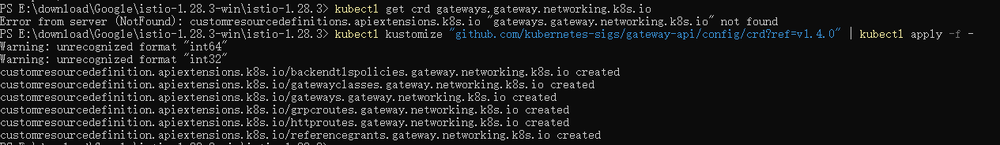 PS E:\download\Google\istio-1.28.3-win\istio-1.28.3> kubectl get crd gateways.gateway.networking.k8s.io
Error from server (NotFound): customresourcedefinitions.apiextensions.k8s.io "gateways.gateway.networking.k8s.io" not found
PS E:\download\Google\istio-1.28.3-win\istio-1.28.3> kubectl kustomize "github.com/kubernetes-sigs/gateway-api/config/crd?ref=v1.4.0" | kubectl apply -f -
Warning: unrecognized format "int64"
Warning: unrecognized format "int32"
customresourcedefinition.apiextensions.k8s.io/backendtlspolicies.gateway.networking.k8s.io created
customresourcedefinition.apiextensions.k8s.io/gatewayclasses.gateway.networking.k8s.io created
customresourcedefinition.apiextensions.k8s.io/gateways.gateway.networking.k8s.io created
customresourcedefinition.apiextensions.k8s.io/grpcroutes.gateway.networking.k8s.io created
customresourcedefinition.apiextensions.k8s.io/httproutes.gateway.networking.k8s.io created
customresourcedefinition.apiextensions.k8s.io/referencegrants.gateway.networking.k8s.io created